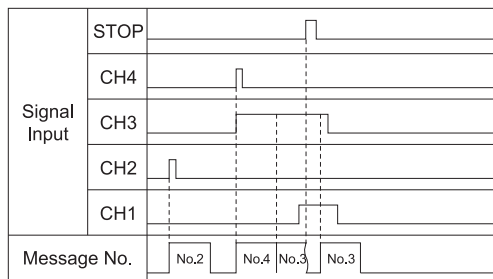 STOP
CH4
Signal
Input
CH3
CH2
CH1
Message No.
No.2
No.4
No.3
No.3